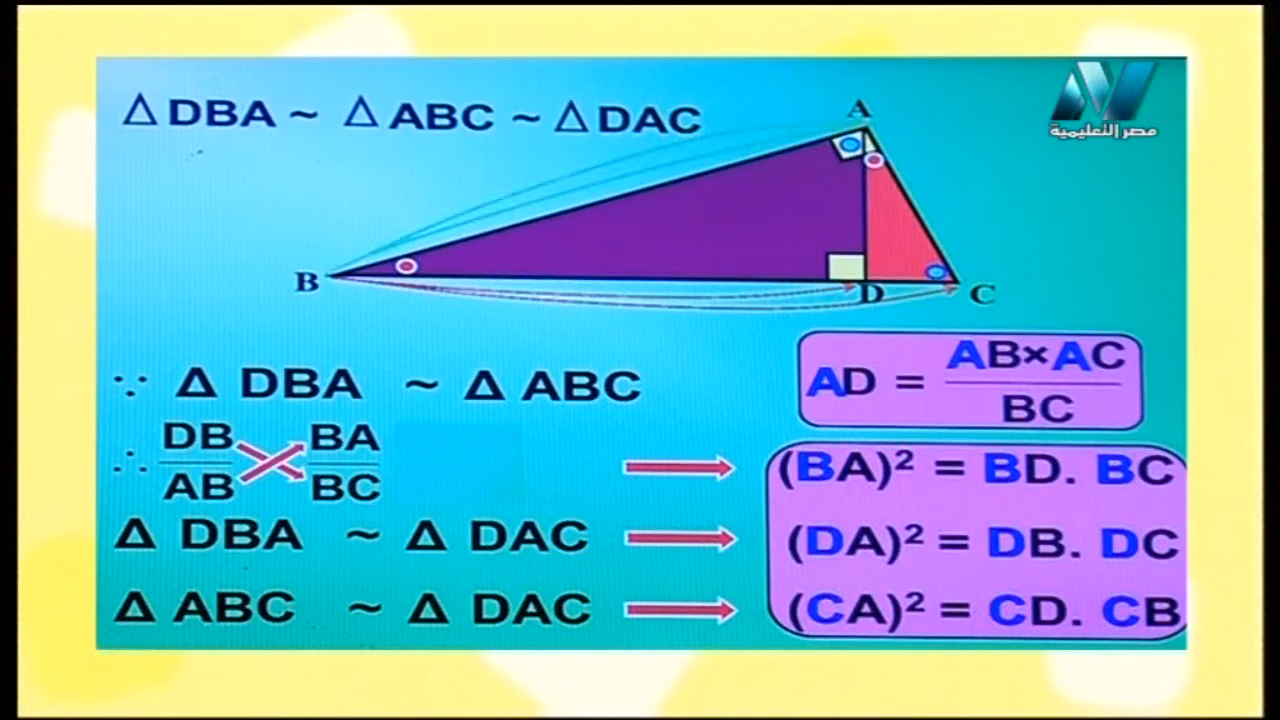 △DBA ~ △ABC ~ △DAC
مصر التعليمية
A
B
D
C
∵ Δ DBA ~ Δ ABC
AD = AB×AC / BC
∴ DB / AB BA / BC
(BA)² = BD. BC
Δ DBA ~ Δ DAC
(DA)² = DB. DC
Δ ABC ~ Δ DAC
(CA)² = CD. CB